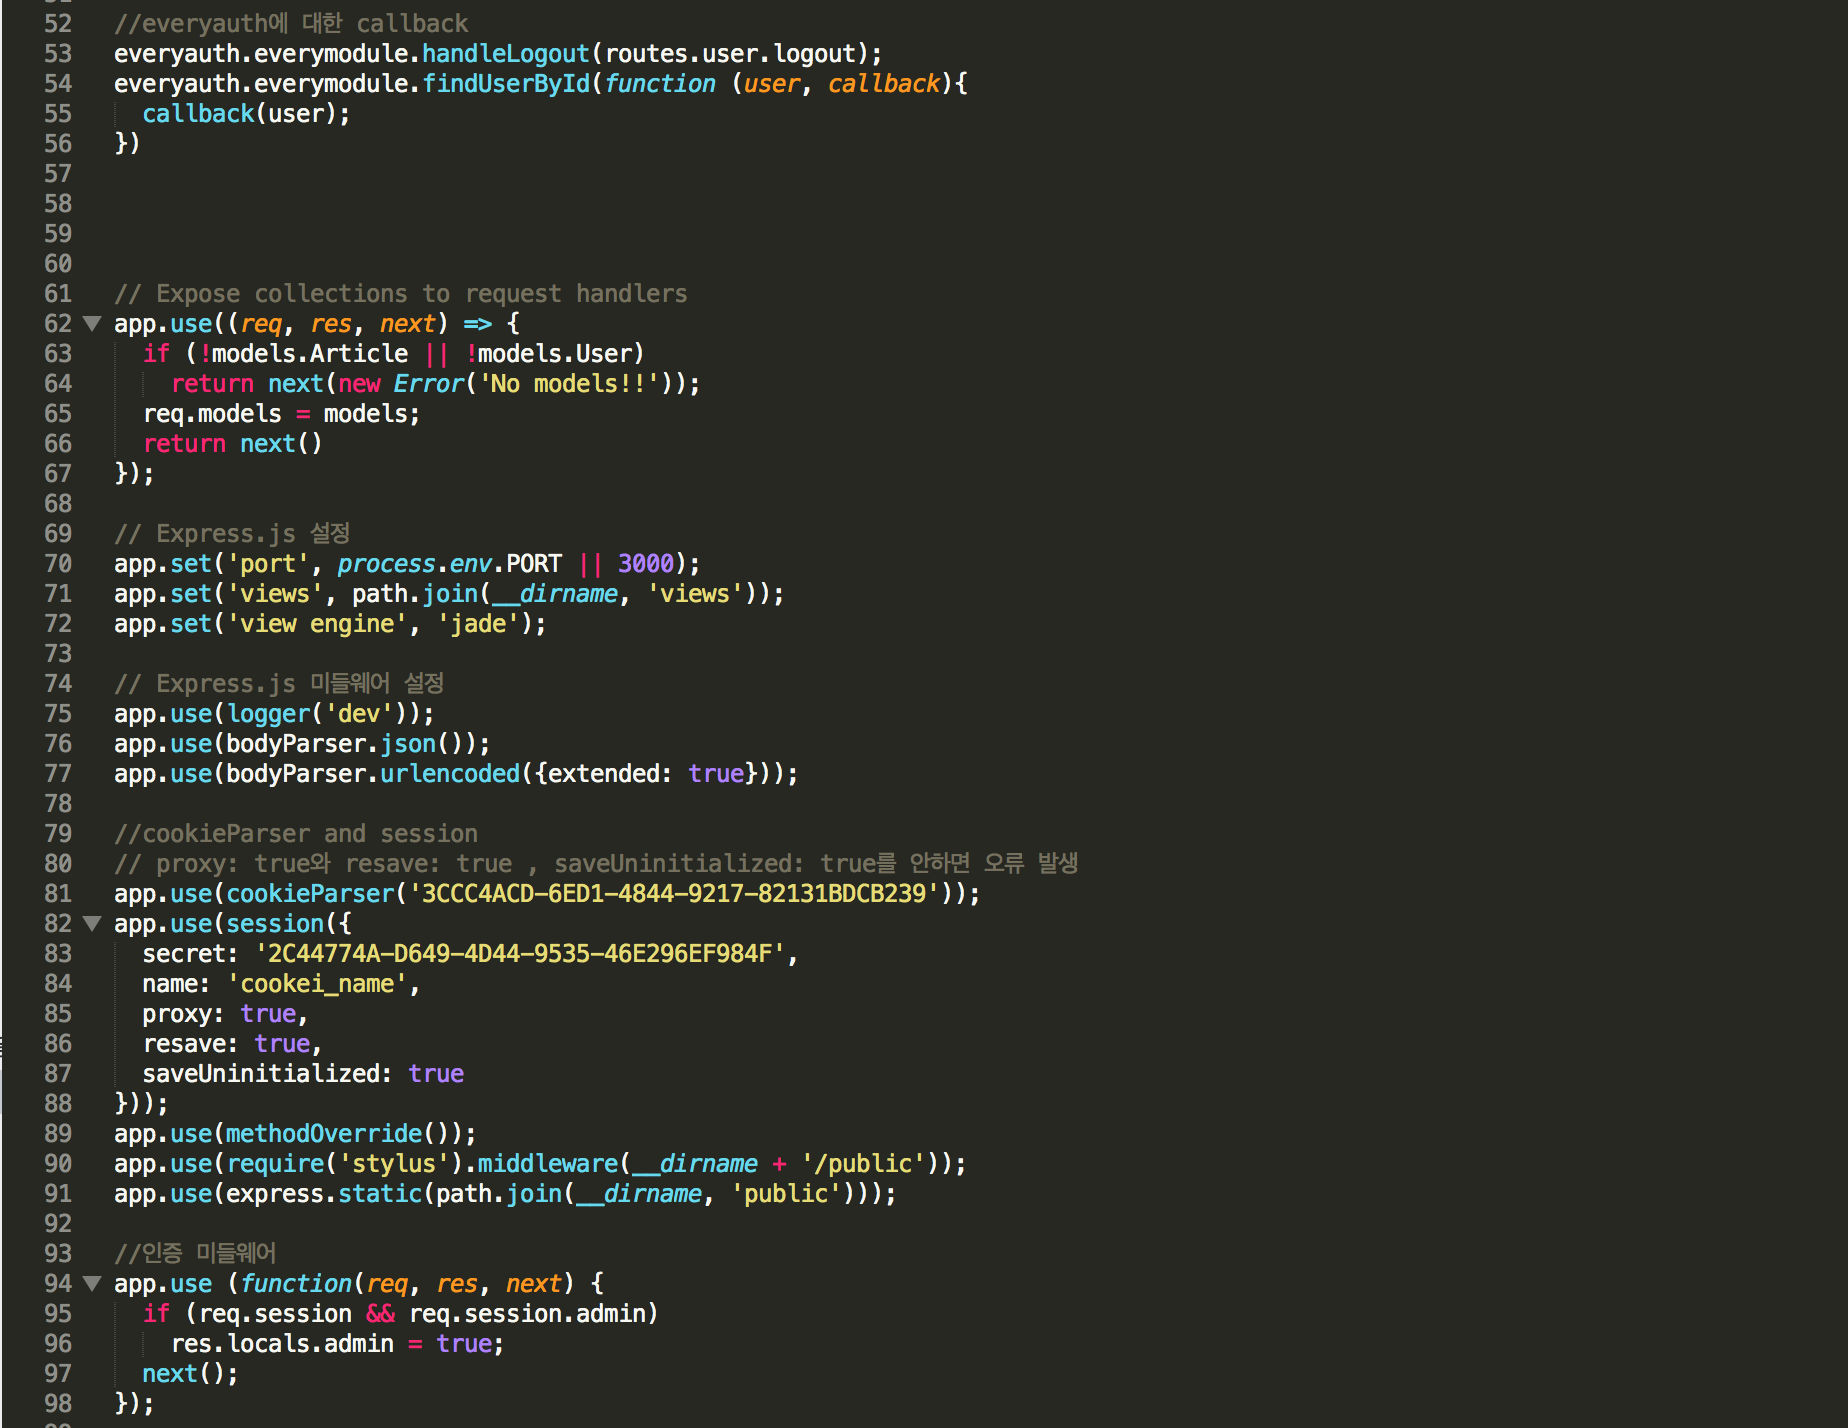 52 //everyauth에 대한 callback
53 everyauth.everymodule.handleLogout(routes.user.logout);
54 everyauth.everymodule.findUserById(function (user, callback){
55   callback(user);
56 })
57
58
59
60
61 // Expose collections to request handlers
62 app.use((req, res, next) => {
63   if (!models.Article || !models.User)
64     return next(new Error('No models!!'));
65   req.models = models;
66   return next()
67 });
68
69 // Express.js 설정
70 app.set('port', process.env.PORT || 3000);
71 app.set('views', path.join(__dirname, 'views'));
72 app.set('view engine', 'jade');
73
74 // Express.js 미들웨어 설정
75 app.use(logger('dev'));
76 app.use(bodyParser.json());
77 app.use(bodyParser.urlencoded({extended: true}));
78
79 //cookieParser and session
80 // proxy: true와 resave: true , saveUninitialized: true를 안하면 오류 발생
81 app.use(cookieParser('3CCC4ACD-6ED1-4844-9217-82131BDCB239'));
82 app.use(session({
83   secret: '2C44774A-D649-4D44-9535-46E296EF984F',
84   name: 'cookei_name',
85   proxy: true,
86   resave: true,
87   saveUninitialized: true
88 }));
89 app.use(methodOverride());
90 app.use(require('stylus').middleware(__dirname + '/public'));
91 app.use(express.static(path.join(__dirname, 'public')));
92
93 //인증 미들웨어
94 app.use (function(req, res, next) {
95   if (req.session && req.session.admin)
96     res.locals.admin = true;
97   next();
98 });